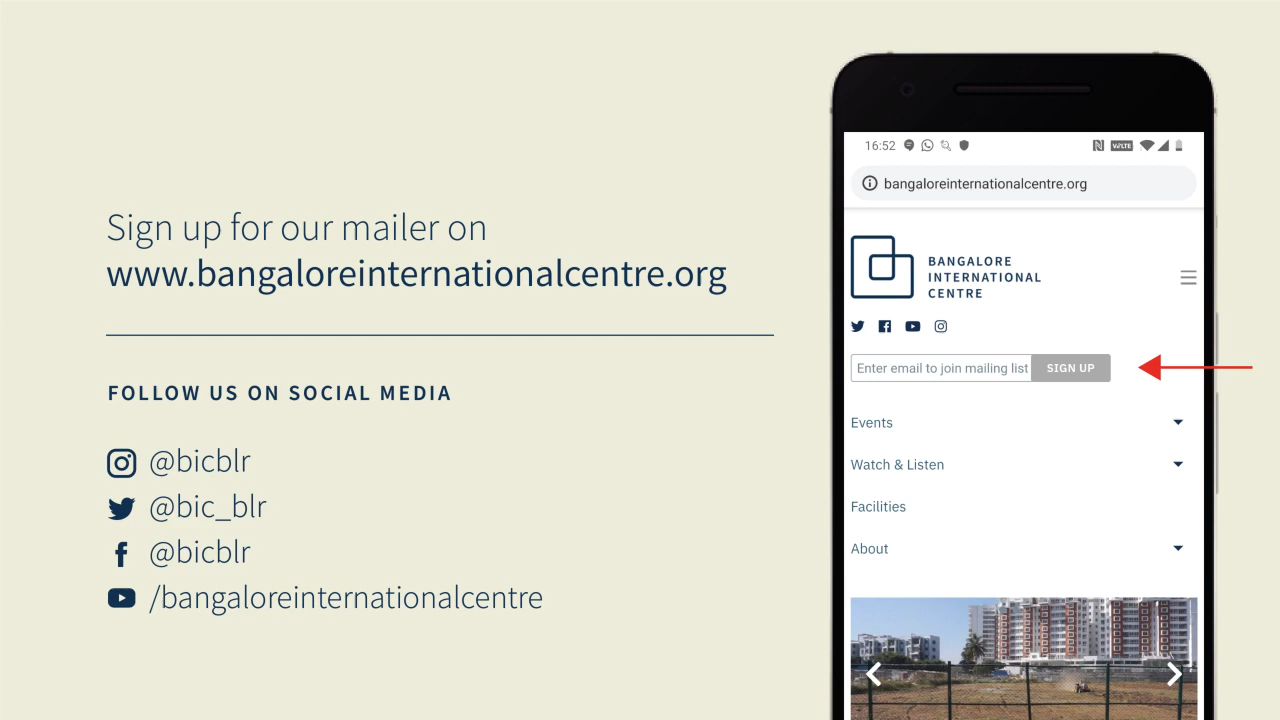 Sign up for our mailer on
www.bangaloreinternationalcentre.org
FOLLOW US ON SOCIAL MEDIA
@bicblr
@bic_blr
@bicblr
/bangaloreinternationalcentre
16:52
VoLTE
bangaloreinternationalcentre.org
BANGALORE
INTERNATIONAL
CENTRE
Enter email to join mailing list SIGN UP
Events
Watch & Listen
Facilities
About